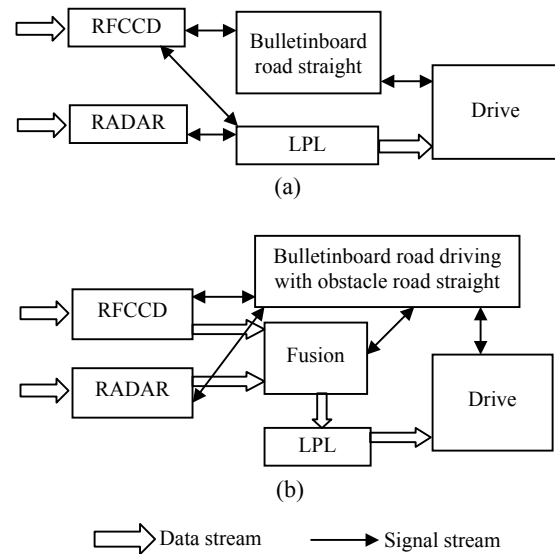 RFCCD
Bulletinboard
road straight
Drive
RADAR
LPL
(a)
Bulletinboard road driving
with obstacle road straight
RFCCD
Fusion
RADAR
Drive
LPL
(b)
Data stream
Signal stream